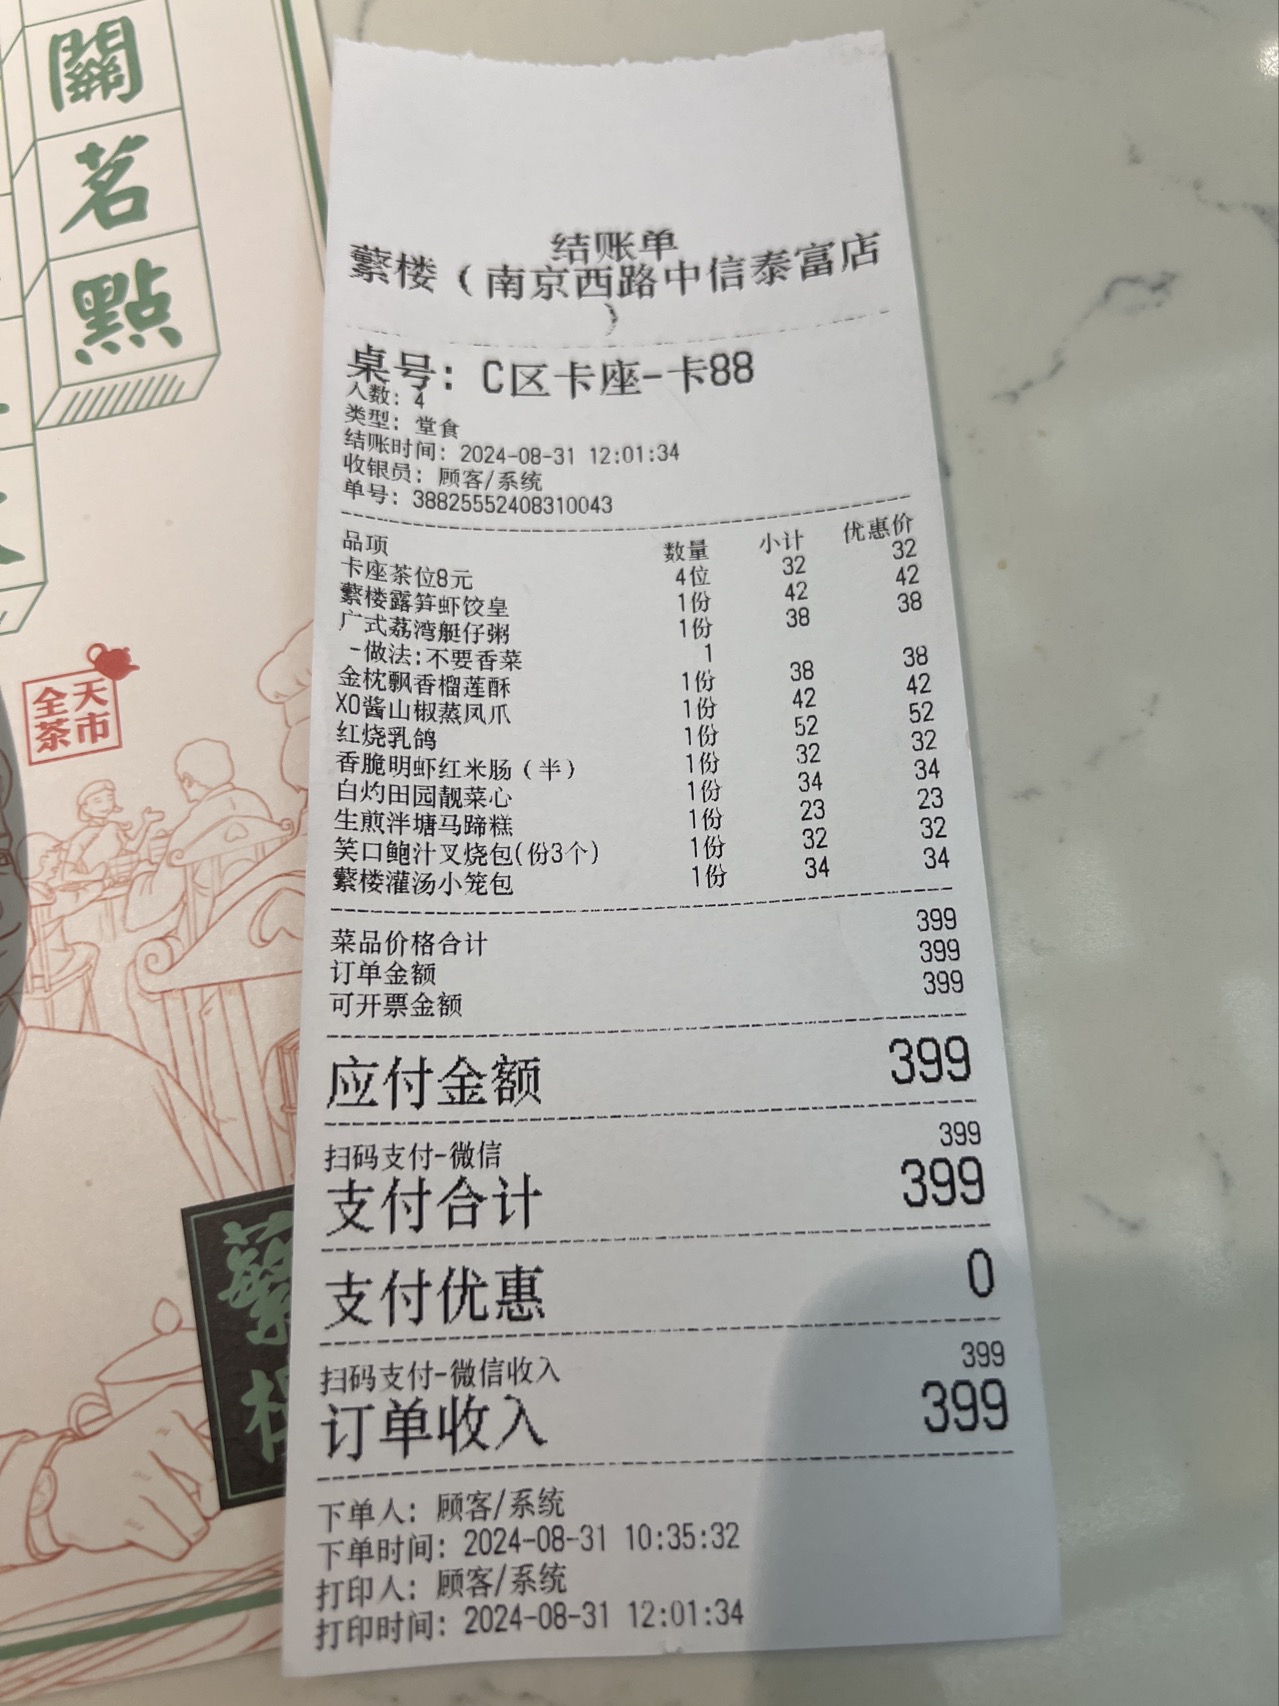 關
茗
點
全天
茶市
蘩
结账单
蘩楼（南京西路中信泰富店
）
桌号：C区卡座-卡88
人数：4
类型：堂食
结账时间：2024-08-31 12:01:34
收银员：顾客/系统
单号：38825552408310043
品项 数量 小计 优惠价
卡座茶位8元 4位 32 32
蘩楼露笋虾饺皇 1份 42 42
广式荔湾艇仔粥 1份 38 38
-做法:不要香菜 1
金枕飘香榴莲酥 1份 38 38
XO酱山椒蒸凤爪 1份 42 42
红烧乳鸽 1份 52 52
香脆明虾红米肠（半） 1份 32 32
白灼田园靓菜心 1份 34 34
生煎泮塘马蹄糕 1份 23 23
笑口鲍汁叉烧包(份3个) 1份 32 32
蘩楼灌汤小笼包 1份 34 34
菜品价格合计 399
订单金额 399
可开票金额 399
应付金额 399
扫码支付-微信 399
支付合计 399
支付优惠 0
扫码支付-微信收入 399
订单收入 399
下单人：顾客/系统
下单时间：2024-08-31 10:35:32
打印人：顾客/系统
打印时间：2024-08-31 12:01:34